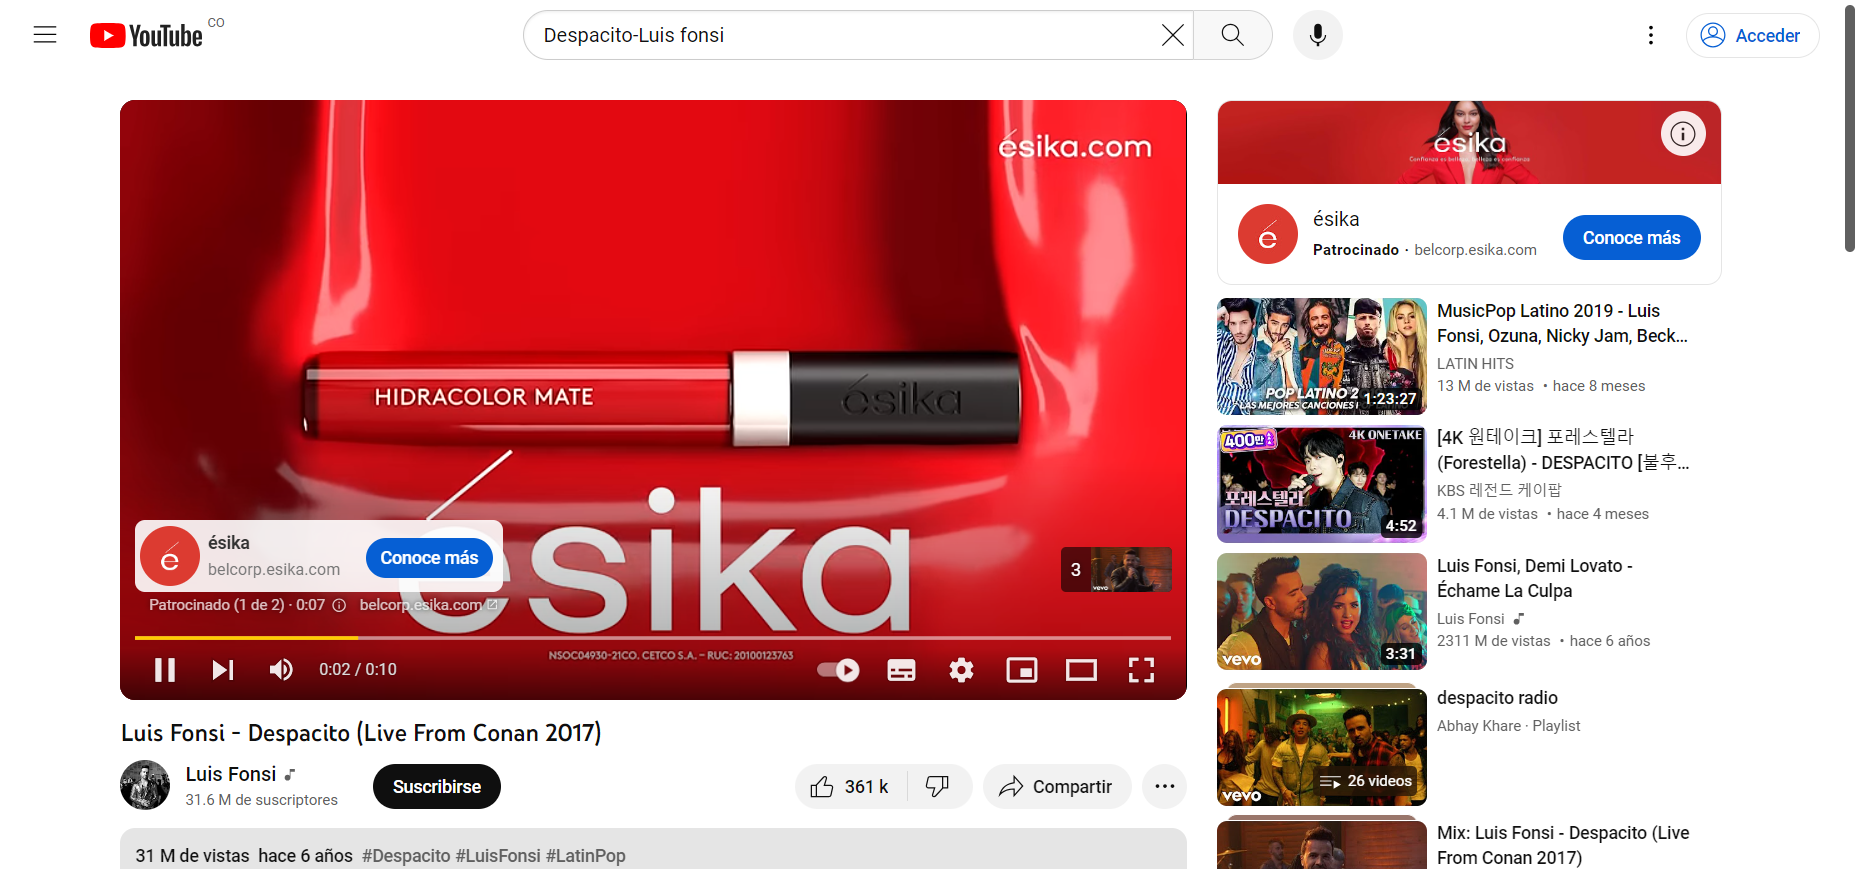 YouTube CO
Despacito-Luis fonsi
Acceder
ésika.com
HIDRACOLOR MATE
ésika
ésika
ésika
belcorp.esika.com
Conoce más
3
Patrocinado (1 de 2) · 0:07
belcorp.esika.com
NSOC04930-21CO. CETCO S.A. – RUC: 20100123763
0:02 / 0:10
Luis Fonsi - Despacito (Live From Conan 2017)
Luis Fonsi
31.6 M de suscriptores
Suscribirse
361 k
Compartir
31 M de vistas hace 6 años #Despacito #LuisFonsi #LatinPop
ésika
Confianza es belleza, belleza es confianza
ésika
Patrocinado · belcorp.esika.com
Conoce más
POP LATINO 2
LAS MEJORES CANCIONES
1:23:27
MusicPop Latino 2019 - Luis
Fonsi, Ozuna, Nicky Jam, Beck...
LATIN HITS
13 M de vistas • hace 8 meses
400만
4K ONETAKE
포레스텔라
DESPACITO
4:52
[4K 원테이크] 포레스텔라
(Forestella) - DESPACITO [불후...
KBS 레전드 케이팝
4.1 M de vistas • hace 4 meses
vevo
3:31
Luis Fonsi, Demi Lovato -
Échame La Culpa
Luis Fonsi
2311 M de vistas • hace 6 años
vevo
26 videos
despacito radio
Abhay Khare · Playlist
Mix: Luis Fonsi - Despacito (Live
From Conan 2017)